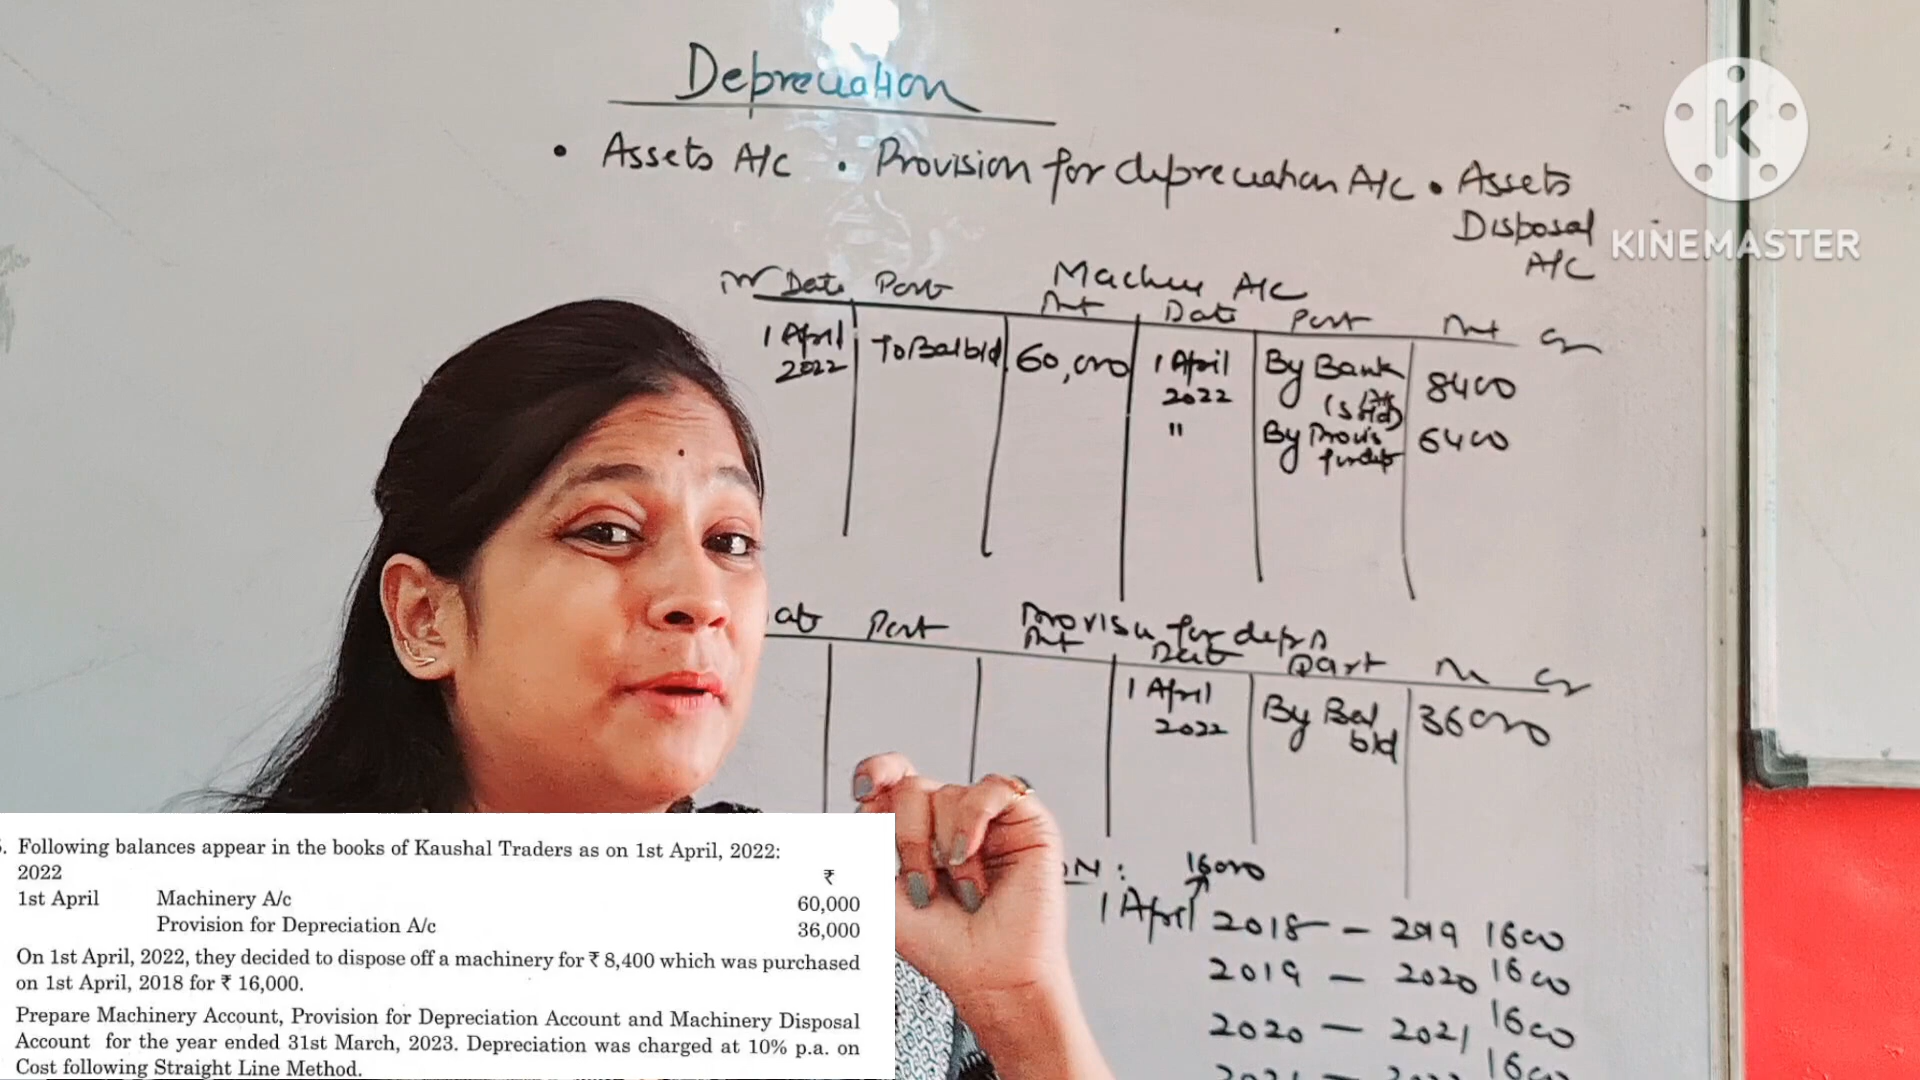 Depreciation
• Assets A/c • Provision for depreciation A/c • Assets
Disposal
A/c
KINEMASTER
Machine A/c
Dr Date Part Amt Date Part Amt Cr
1 April 2022 To Bal b/d 60,000 1 April 2022 By Bank 8400
" By Provis for dep 6400
Provisn for deprn
Part Amt Date Part Cr
1 April 2022 By Bal b/d 36000
16000
1 April 2018 - 2019 1600
2019 - 2020 1600
2020 - 2021 1600
1600
Following balances appear in the books of Kaushal Traders as on 1st April, 2022:
2022 ₹
1st April Machinery A/c 60,000
Provision for Depreciation A/c 36,000
On 1st April, 2022, they decided to dispose off a machinery for ₹ 8,400 which was purchased
on 1st April, 2018 for ₹ 16,000.
Prepare Machinery Account, Provision for Depreciation Account and Machinery Disposal
Account for the year ended 31st March, 2023. Depreciation was charged at 10% p.a. on
Cost following Straight Line Method.